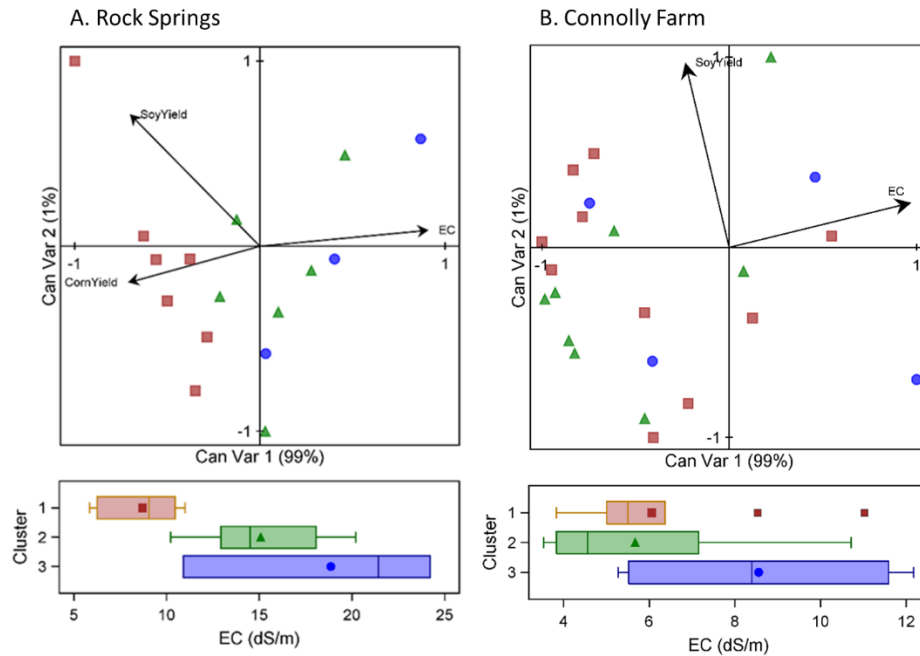 A. Rock Springs
B. Connolly Farm
1
SoyYield
EC
-1
1
CornYield
-1
Can Var 2 (1%)
Can Var 1 (99%)
1
SoyYield
EC
-1
1
-1
Can Var 2 (1%)
Can Var 1 (99%)
Cluster
1
2
3
5 10 15 20 25
EC (dS/m)
Cluster
1
2
3
4 6 8 10 12
EC (dS/m)